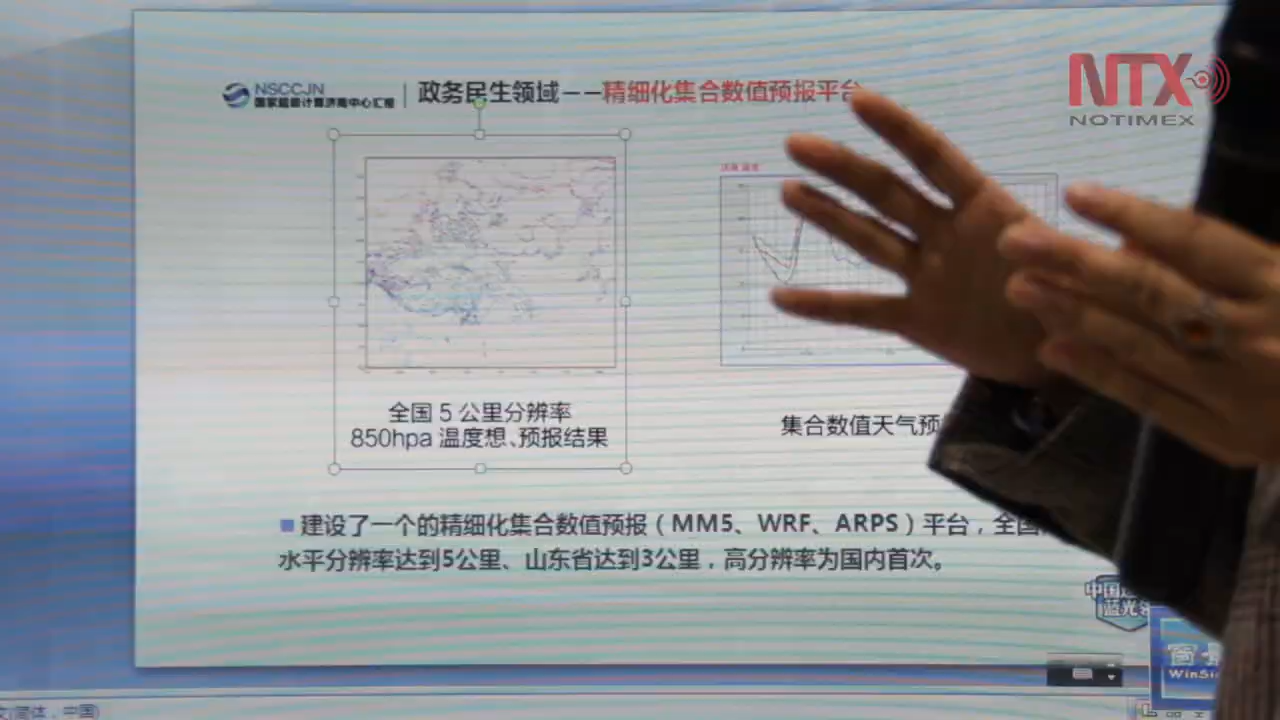 NSCCJN
国家超级计算济南中心汇报
政务民生领域——精细化集合数值预报平台
NTX
NOTIMEX
全国 5 公里分辨率
850hpa 温度想、预报结果
集合数值天气预
■ 建设了一个的精细化集合数值预报（MM5、WRF、ARPS）平台，全国
水平分辨率达到5公里、山东省达到3公里，高分辨率为国内首次。
中国
蓝光
WinSi